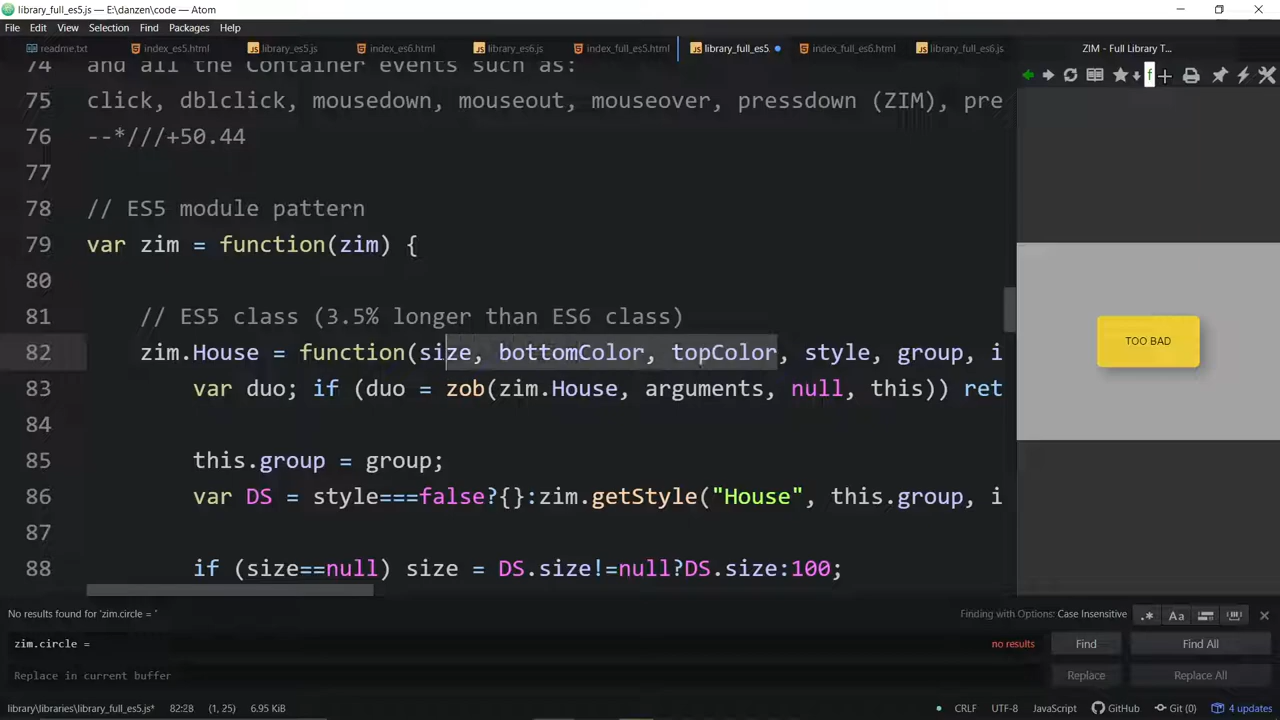 library_full_es5.js — E:\danzen\code — Atom
File Edit View Selection Find Packages Help
readme.txt index_es5.html library_es5.js index_es6.html library_es6.js index_full_es5.html library_full_es5. index_full_es6.html library_es6.js ZIM - Full Library T...
f
74 and all the Container events such as:
75 click, dblclick, mousedown, mouseout, mouseover, pressdown (ZIM), pre
76 --*///+50.44
77
78 // ES5 module pattern
79 var zim = function(zim) {
80
81 // ES5 class (3.5% longer than ES6 class)
82 zim.House = function(size, bottomColor, topColor, style, group, i
83 var duo; if (duo = zob(zim.House, arguments, null, this)) ret
84
85 this.group = group;
86 var DS = style===false?{}:zim.getStyle("House", this.group, i
87
88 if (size==null) size = DS.size!=null?DS.size:100;
TOO BAD
No results found for 'zim.circle = ' Finding with Options: Case Insensitive .* Aa
zim.circle = no results Find Find All
Replace in current buffer Replace Replace All
library\libraries\library_full_es5.js* 82:28 (1, 25) 6.95 KiB CRLF UTF-8 JavaScript GitHub Git (0) 4 updates